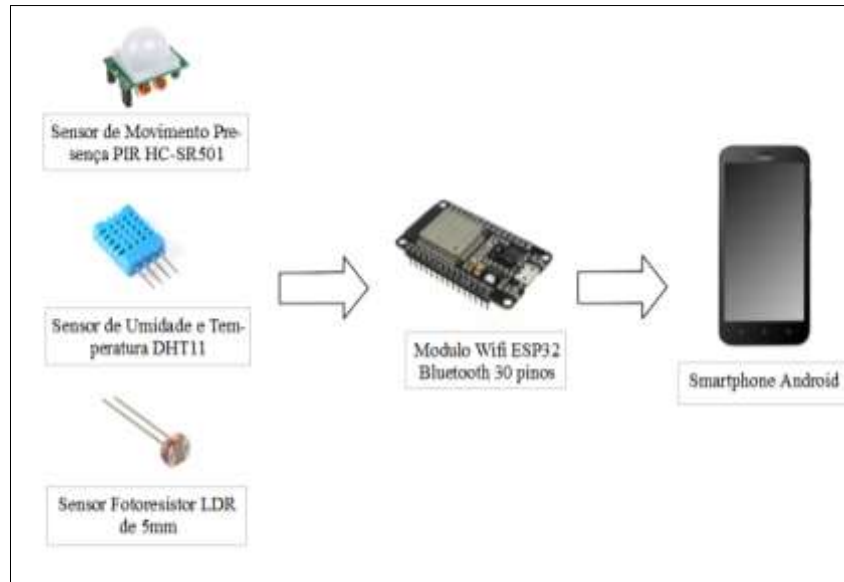 Sensor de Movimento Pre-
sença PIR HC-SR501
Sensor de Umidade e Tem-
peratura DHT11
Sensor Fotoresistor LDR
de 5mm
Modulo Wifi ESP32
Bluetooth 30 pinos
Smartphone Android